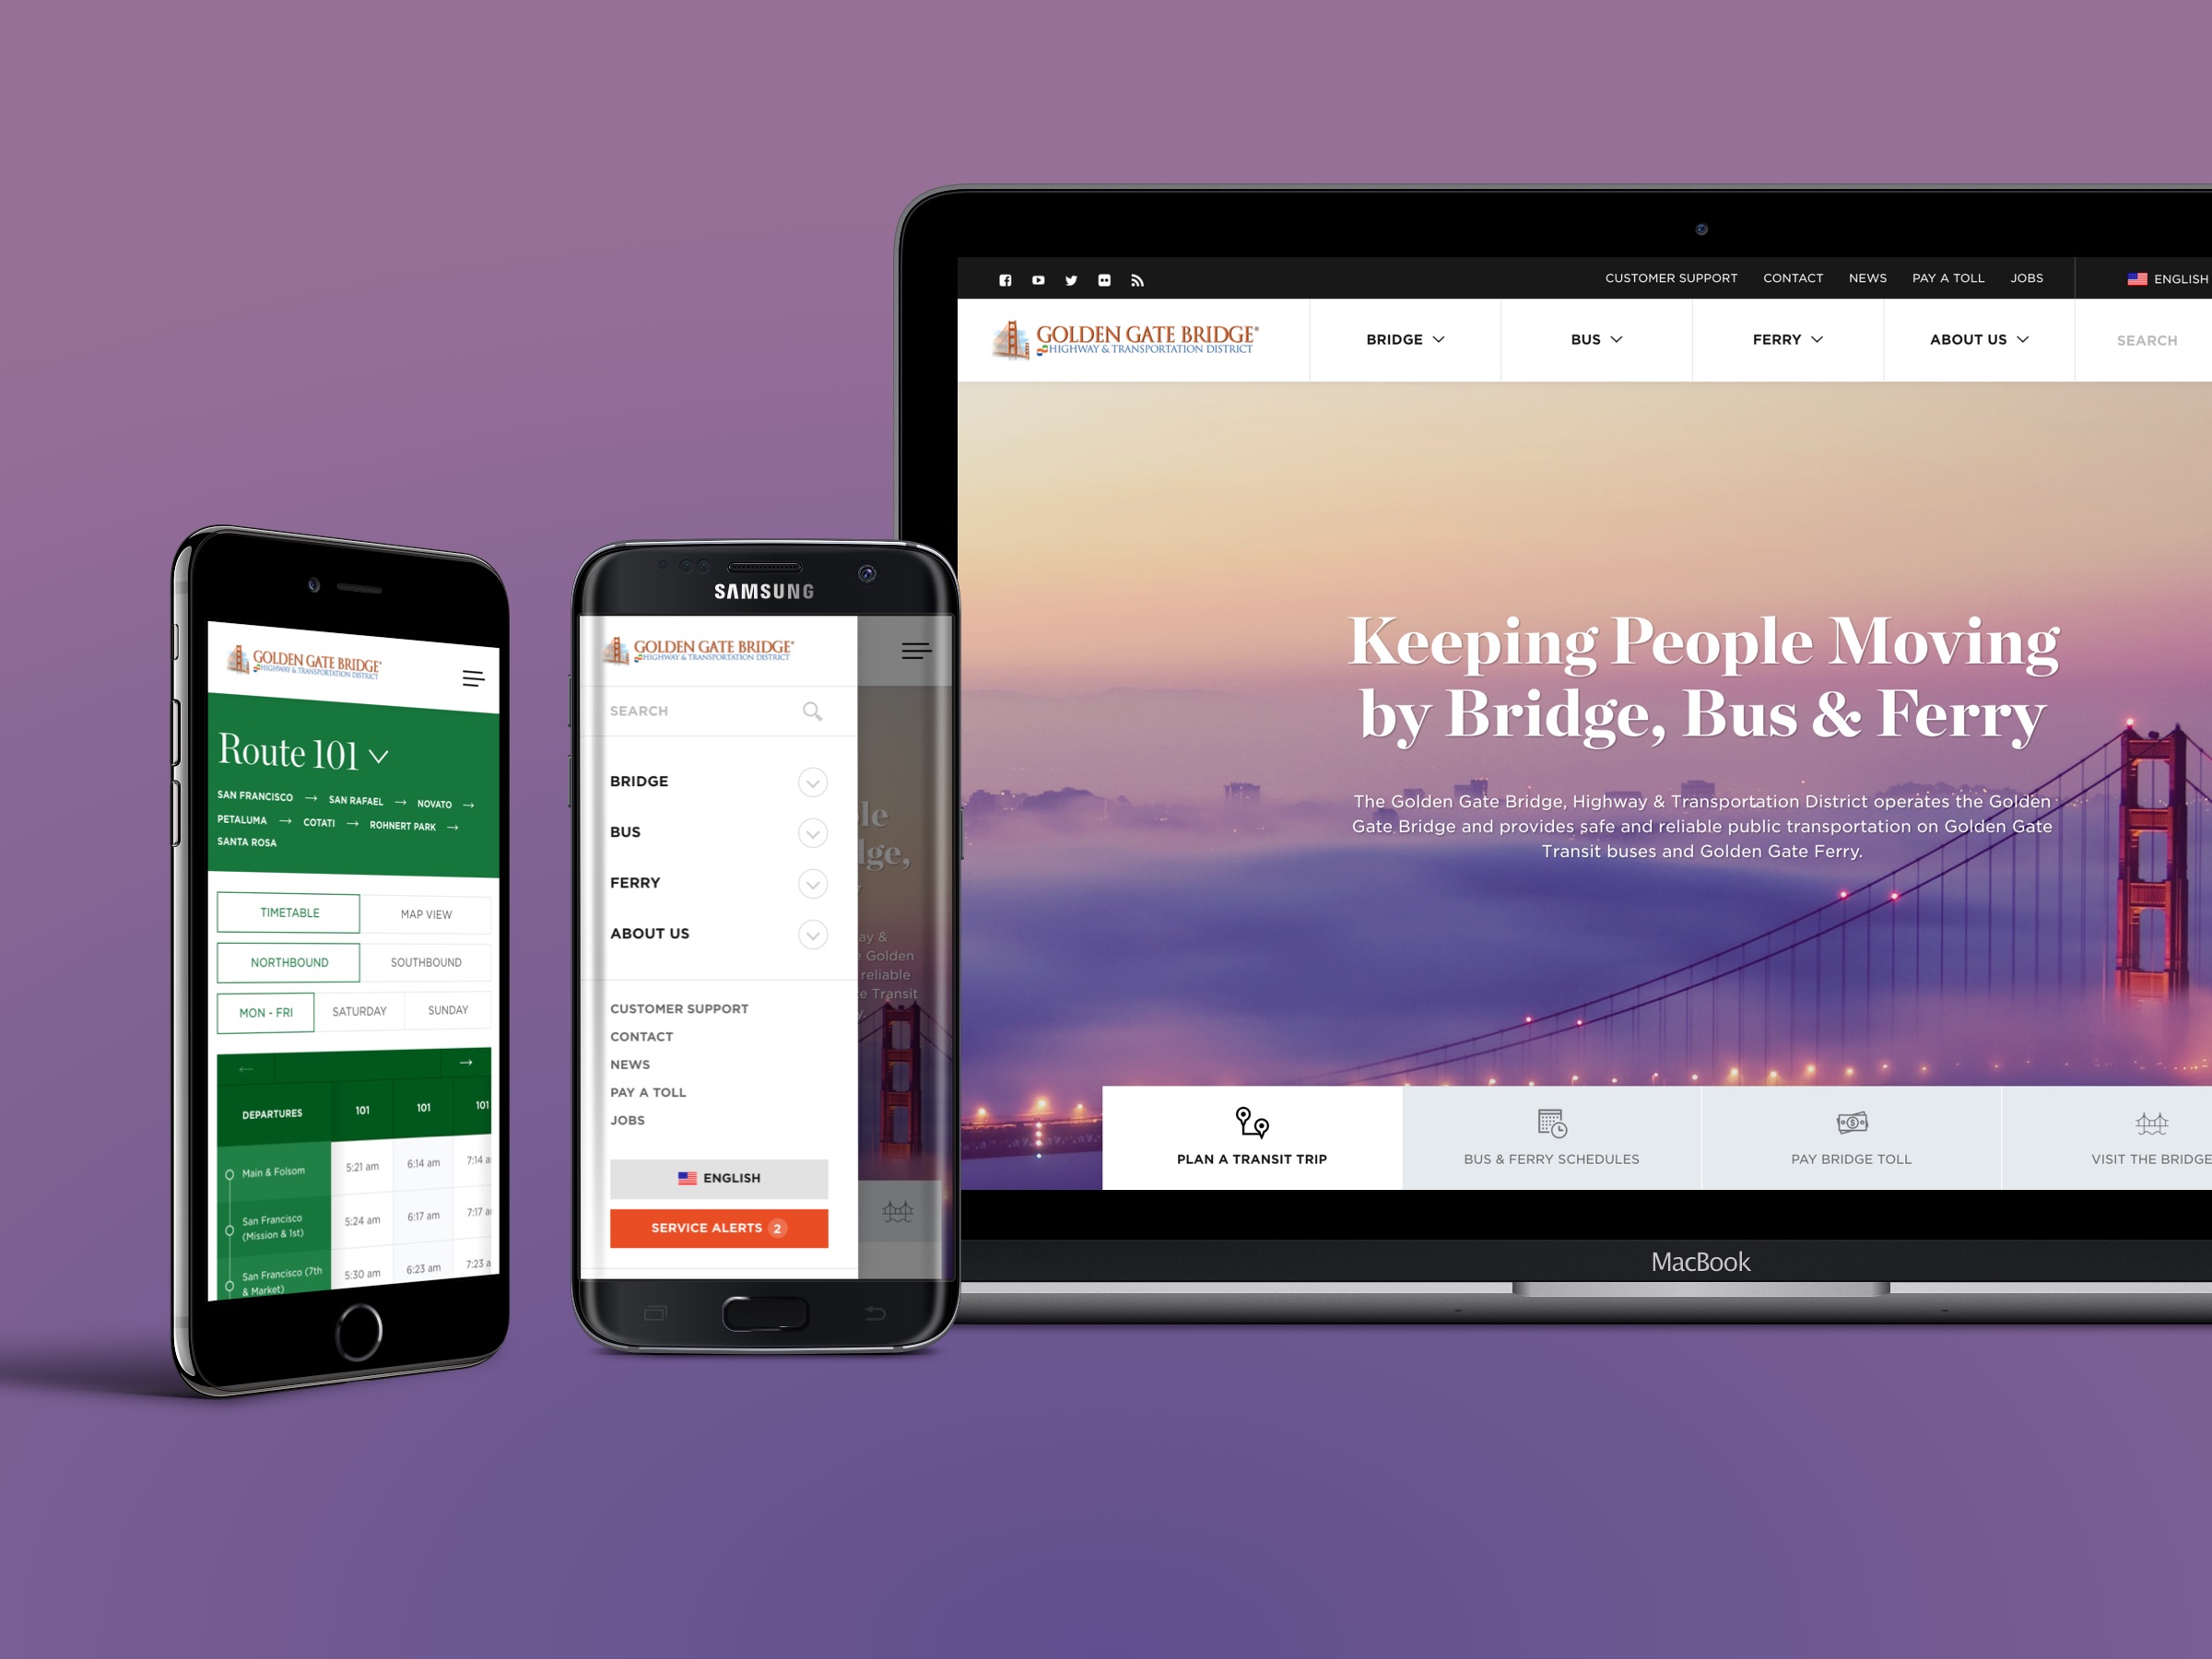 GOLDEN GATE BRIDGE®
HIGHWAY & TRANSPORTATION DISTRICT
Route 101
SAN FRANCISCO → SAN RAFAEL → NOVATO →
PETALUMA → COTATI → ROHNERT PARK →
SANTA ROSA
TIMETABLE MAP VIEW
NORTHBOUND SOUTHBOUND
MON - FRI SATURDAY SUNDAY
← →
DEPARTURES 101 101 101
Main & Folsom 5:21 am 6:14 am 7:14 a
San Francisco
(Mission & 1st) 5:24 am 6:17 am 7:17 a
San Francisco (7th
& Market) 5:30 am 6:23 am 7:23 a
SAMSUNG
GOLDEN GATE BRIDGE®
HIGHWAY & TRANSPORTATION DISTRICT
SEARCH
BRIDGE
BUS
FERRY
ABOUT US
CUSTOMER SUPPORT
CONTACT
NEWS
PAY A TOLL
JOBS
ENGLISH
SERVICE ALERTS 2
le
lge,
ay &
e Golden
reliable
e Transit
y.
CUSTOMER SUPPORT CONTACT NEWS PAY A TOLL JOBS ENGLISH
GOLDEN GATE BRIDGE®
HIGHWAY & TRANSPORTATION DISTRICT
BRIDGE BUS FERRY ABOUT US SEARCH
Keeping People Moving
by Bridge, Bus & Ferry
The Golden Gate Bridge, Highway & Transportation District operates the Golden
Gate Bridge and provides safe and reliable public transportation on Golden Gate
Transit buses and Golden Gate Ferry.
PLAN A TRANSIT TRIP BUS & FERRY SCHEDULES PAY BRIDGE TOLL VISIT THE BRIDGE
MacBook